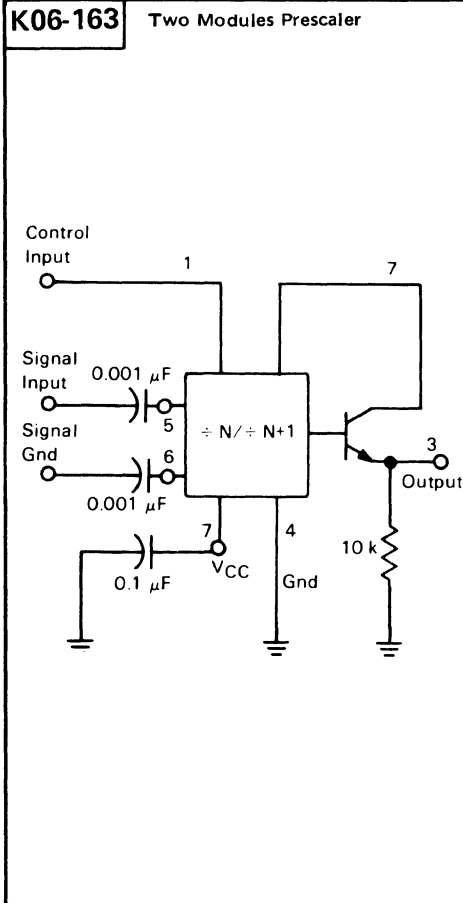 K06-163 Two Modules Prescaler
Control
Input
1
7
Signal
Input
0.001 μF
5
÷ N/÷ N+1
Signal
Gnd
6
0.001 μF
3
Output
7
VCC
4
Gnd
10 k
0.1 μF